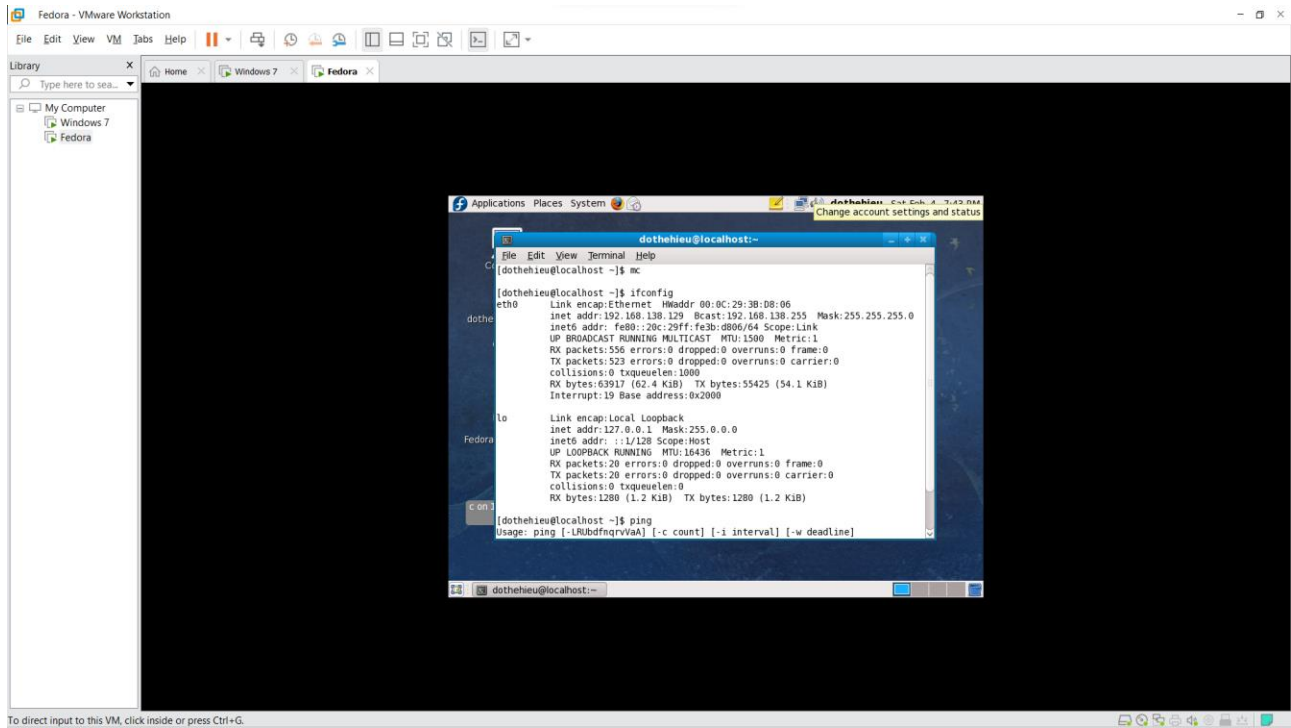 Fedora - VMware Workstation
File Edit View VM Tabs Help
Library
Type here to sea...
Home Windows 7 Fedora
My Computer
Windows 7
Fedora
Applications Places System dothehieu Sat Feb 4 7:43 PM
Change account settings and status
dothehieu@localhost:~
File Edit View Terminal Help
[dothehieu@localhost ~]$ mc
[dothehieu@localhost ~]$ ifconfig
eth0 Link encap:Ethernet HWaddr 00:0C:29:3B:D8:06
inet addr:192.168.138.129 Bcast:192.168.138.255 Mask:255.255.255.0
inet6 addr: fe80::20c:29ff:fe3b:d806/64 Scope:Link
UP BROADCAST RUNNING MULTICAST MTU:1500 Metric:1
RX packets:556 errors:0 dropped:0 overruns:0 frame:0
TX packets:523 errors:0 dropped:0 overruns:0 carrier:0
collisions:0 txqueuelen:1000
RX bytes:63917 (62.4 KiB) TX bytes:55425 (54.1 KiB)
Interrupt:19 Base address:0x2000
lo Link encap:Local Loopback
inet addr:127.0.0.1 Mask:255.0.0.0
inet6 addr: ::1/128 Scope:Host
UP LOOPBACK RUNNING MTU:16436 Metric:1
RX packets:20 errors:0 dropped:0 overruns:0 frame:0
TX packets:20 errors:0 dropped:0 overruns:0 carrier:0
collisions:0 txqueuelen:0
RX bytes:1280 (1.2 KiB) TX bytes:1280 (1.2 KiB)
[dothehieu@localhost ~]$ ping
Usage: ping [-LRUbdfnqrvVaA] [-c count] [-i interval] [-w deadline]
dothe
Fedora
c on
dothehieu@localhost:~
To direct input to this VM, click inside or press Ctrl+G.